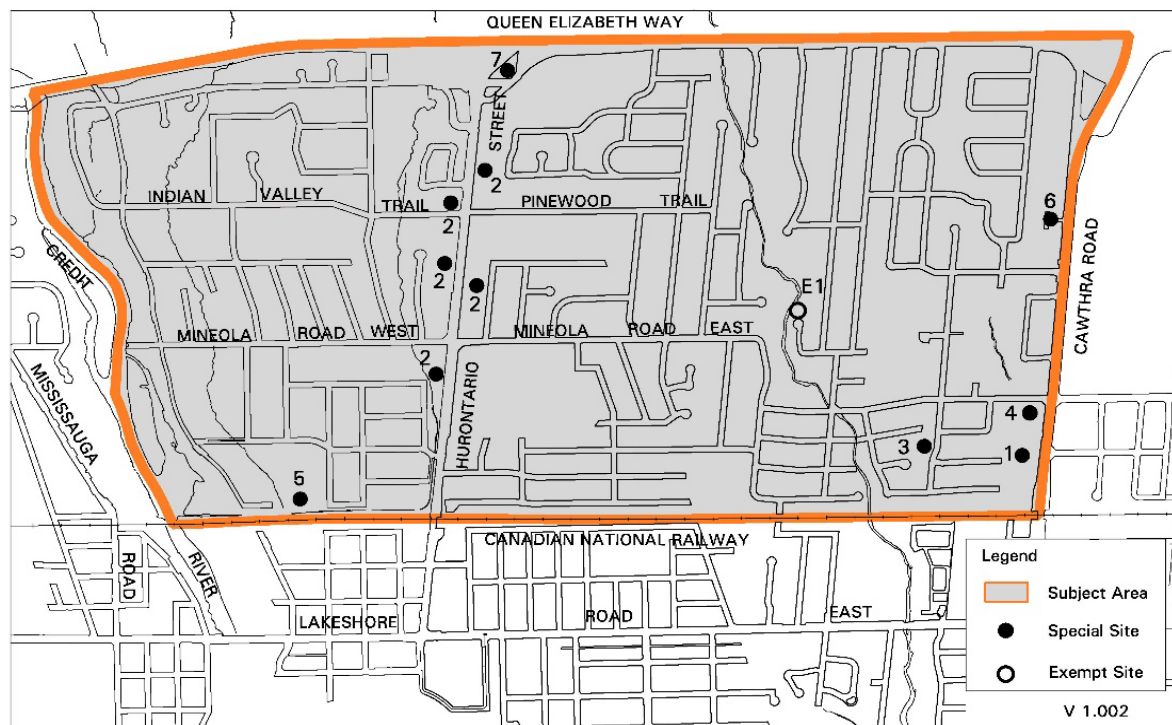 QUEEN ELIZABETH WAY
7
STREET
2
INDIAN VALLEY TRAIL PINEWOOD TRAIL
2
6
CREDIT
2
2
E1
CAWTHRA ROAD
MINEOLA ROAD WEST MINEOLA ROAD EAST
2
MISSISSAUGA
HURONTARIO
4
3
1
5
CANADIAN NATIONAL RAILWAY
ROAD
RIVER
LAKESHORE ROAD EAST
Legend
Subject Area
Special Site
Exempt Site
V 1.002